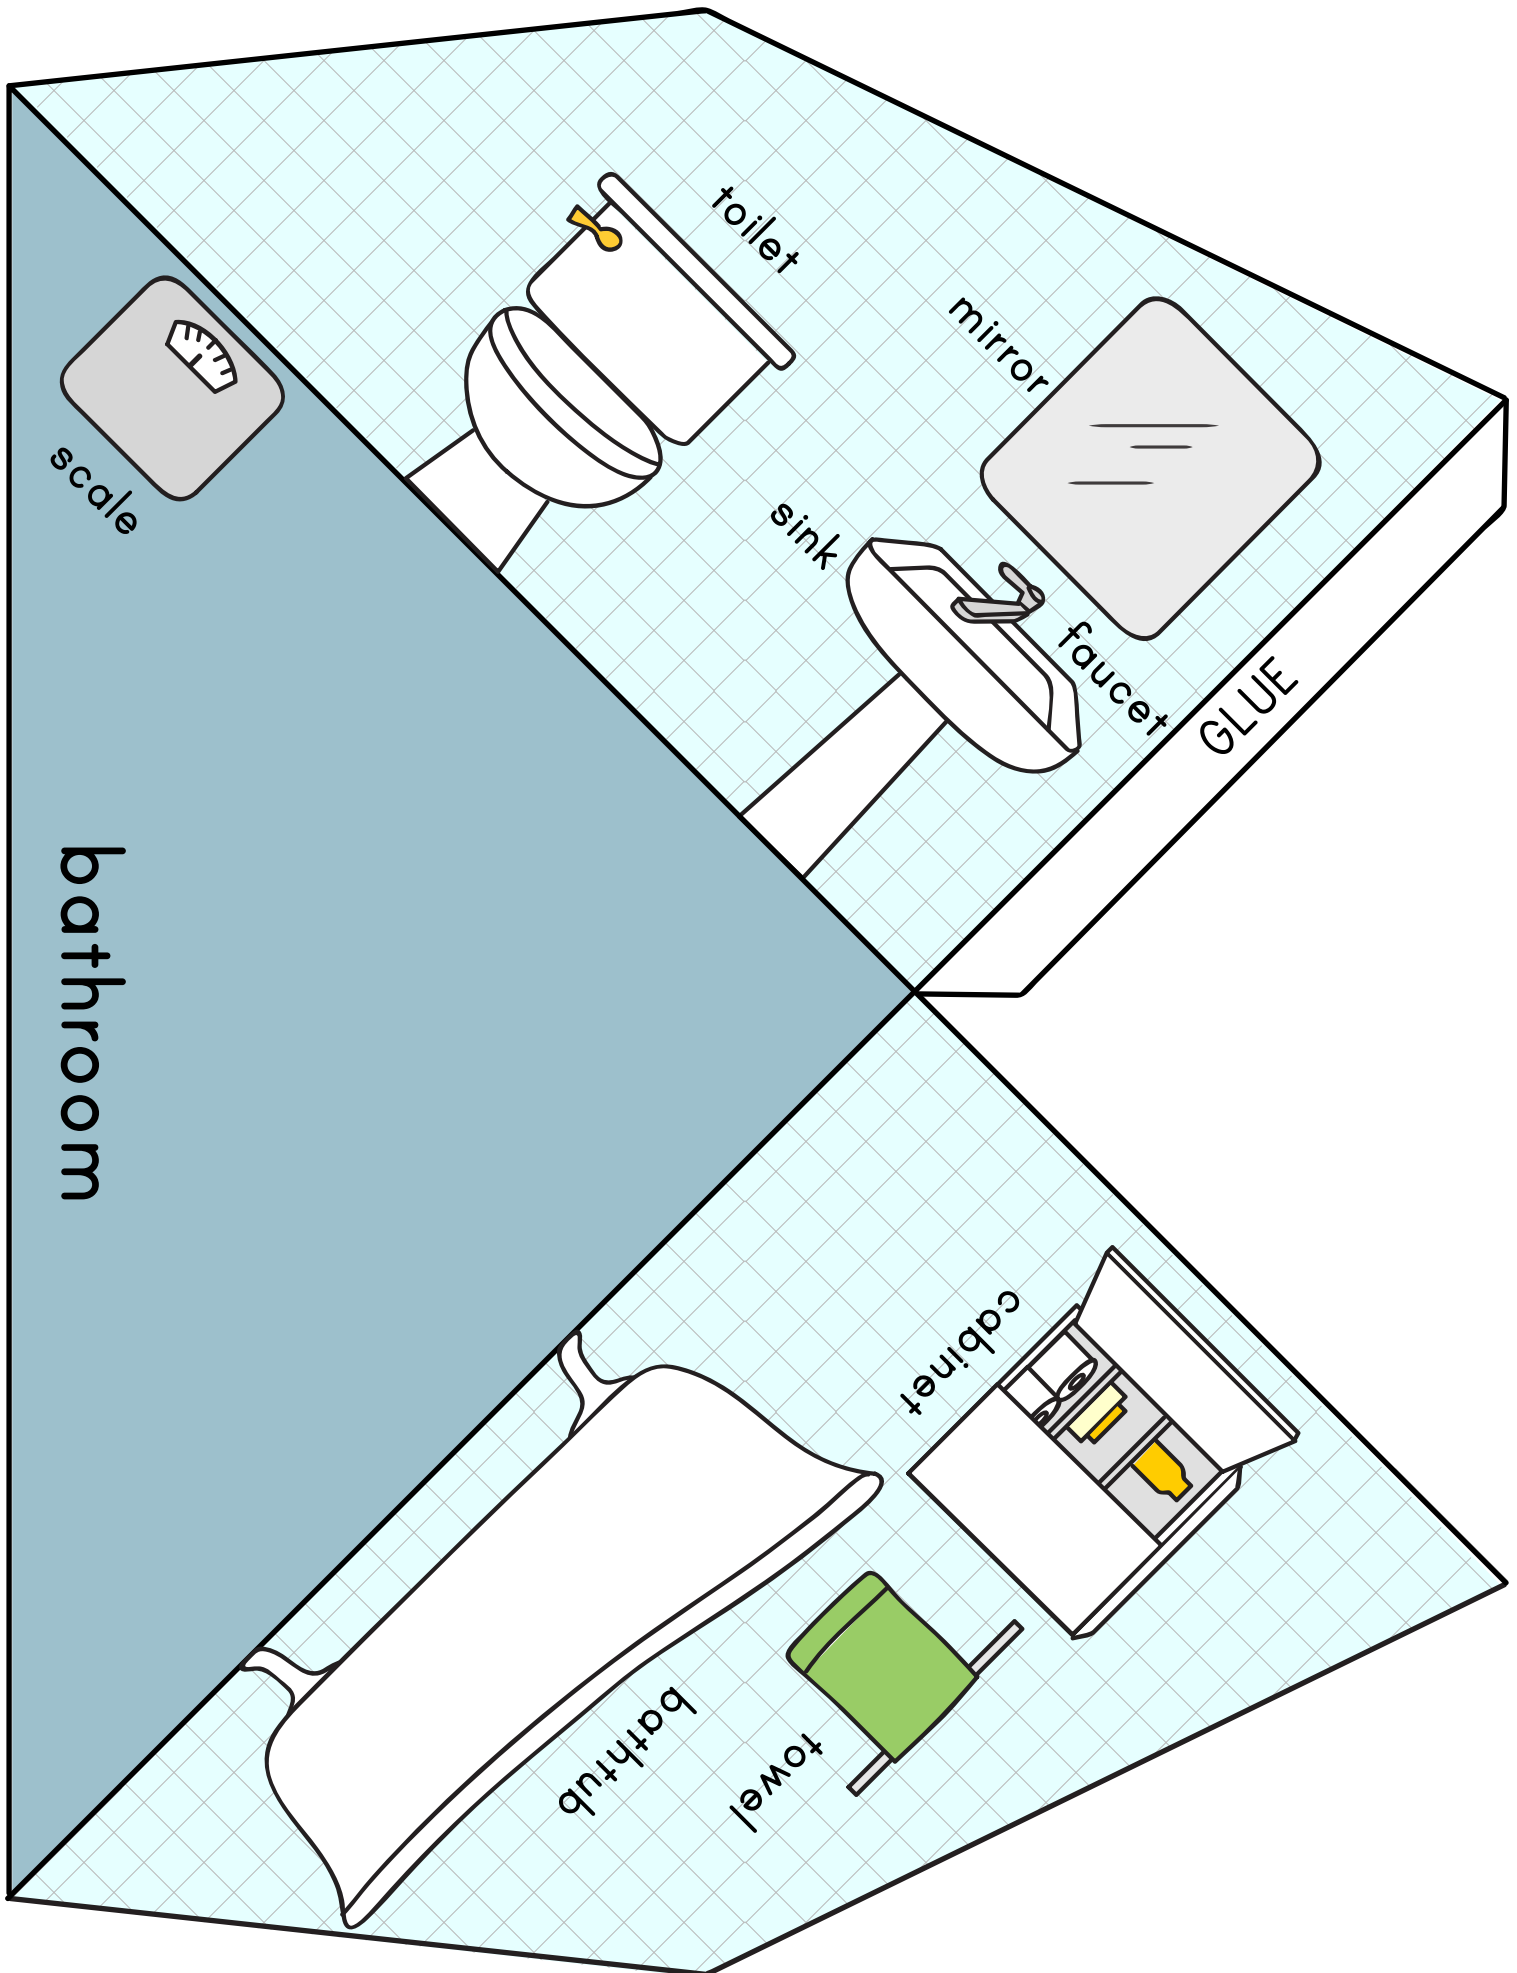 toilet
mirror
scale
sink
faucet
GLUE
bathroom
cabinet
bathtub
towel